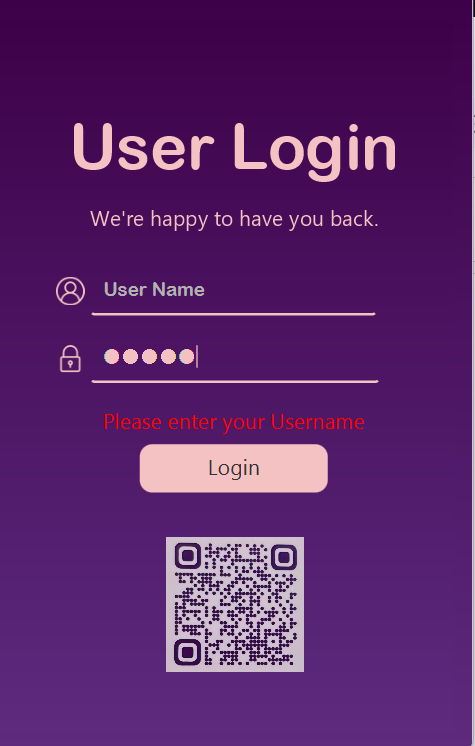 User Login
We're happy to have you back.
User Name
Please enter your Username
Login